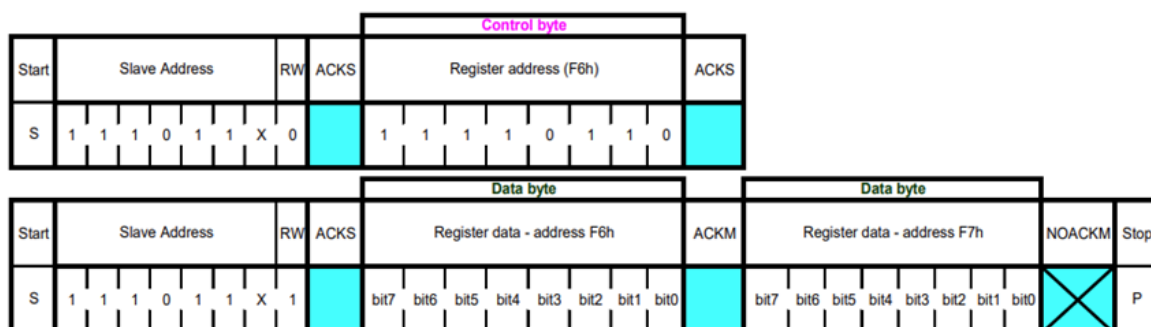 Control byte
Start Slave Address RW ACKS Register address (F6h) ACKS
S 1 1 1 0 1 1 X 0 1 1 1 1 0 1 1 0
Data byte Data byte
Start Slave Address RW ACKS Register data - address F6h ACKM Register data - address F7h NOACKM Stop
S 1 1 1 0 1 1 X 1 bit7 bit6 bit5 bit4 bit3 bit2 bit1 bit0 bit7 bit6 bit5 bit4 bit3 bit2 bit1 bit0 P